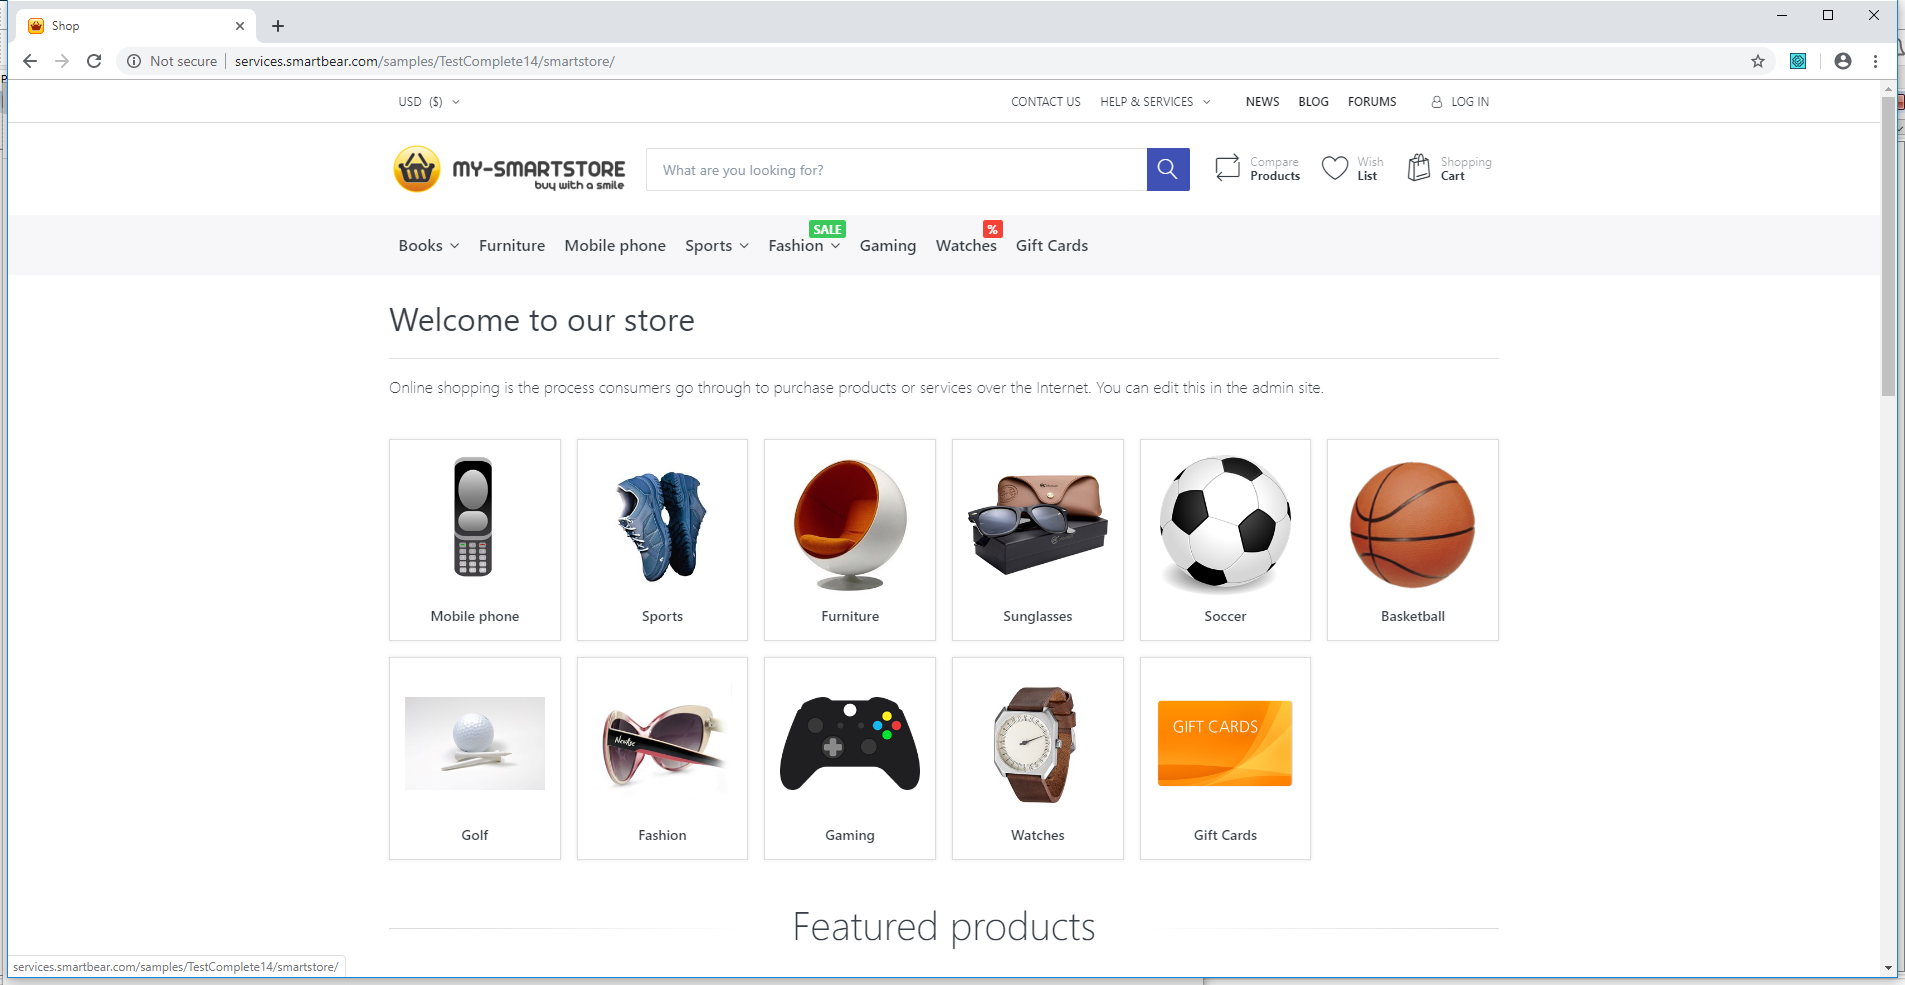 Shop
Not secure services.smartbear.com/samples/TestComplete14/smartstore/
USD ($) CONTACT US HELP & SERVICES NEWS BLOG FORUMS LOG IN
MY-SMARTSTORE
buy with a smile
What are you looking for?
Compare
Products
Wish
List
Shopping
Cart
SALE %
Books Furniture Mobile phone Sports Fashion Gaming Watches Gift Cards
Welcome to our store
Online shopping is the process consumers go through to purchase products or services over the Internet. You can edit this in the admin site.
Mobile phone Sports Furniture Sunglasses Soccer Basketball
GIFT CARDS
Golf Fashion Gaming Watches Gift Cards
Featured products
services.smartbear.com/samples/TestComplete14/smartstore/